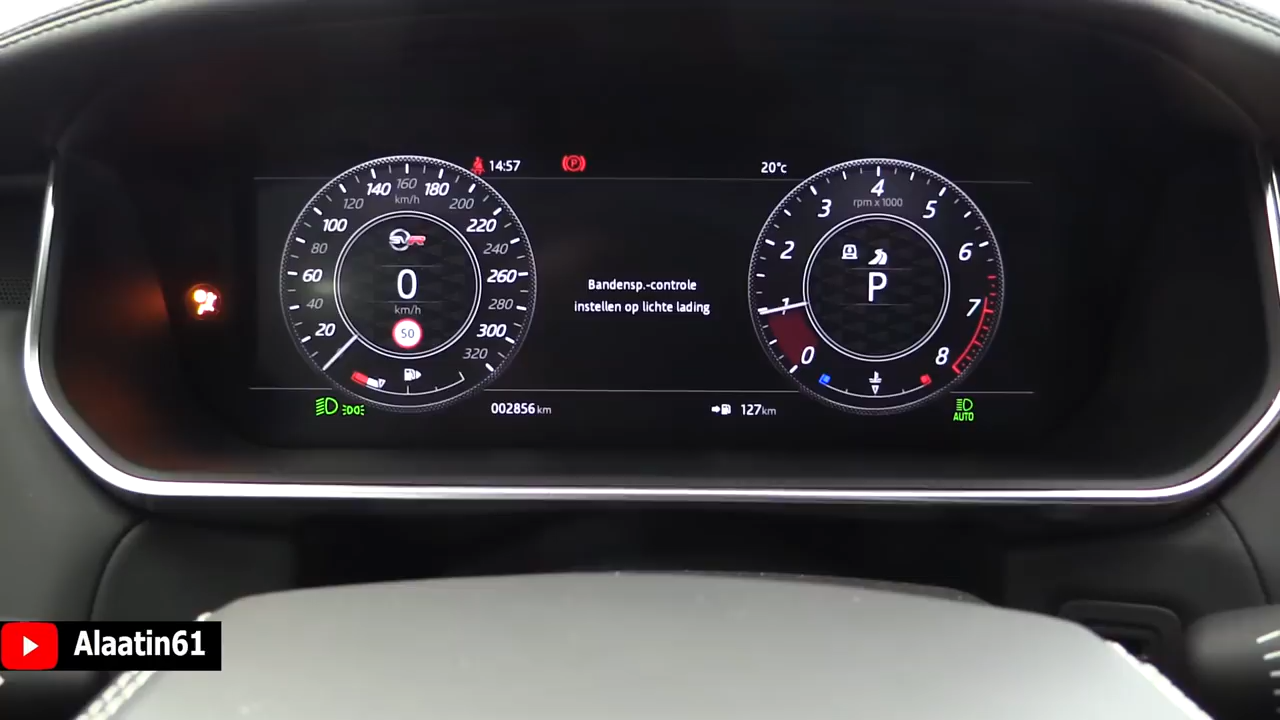 14:57
P
20°c
140 160 180
120 km/h 200
100 220
80 SVR 240
60 0 260
40 km/h 280
20 50 300
320
Bandensp.-controle
instellen op lichte lading
4
3 rpm x 1000 5
2 6
P
1 7
0 8
002856 km
127 km
AUTO
Alaatin61